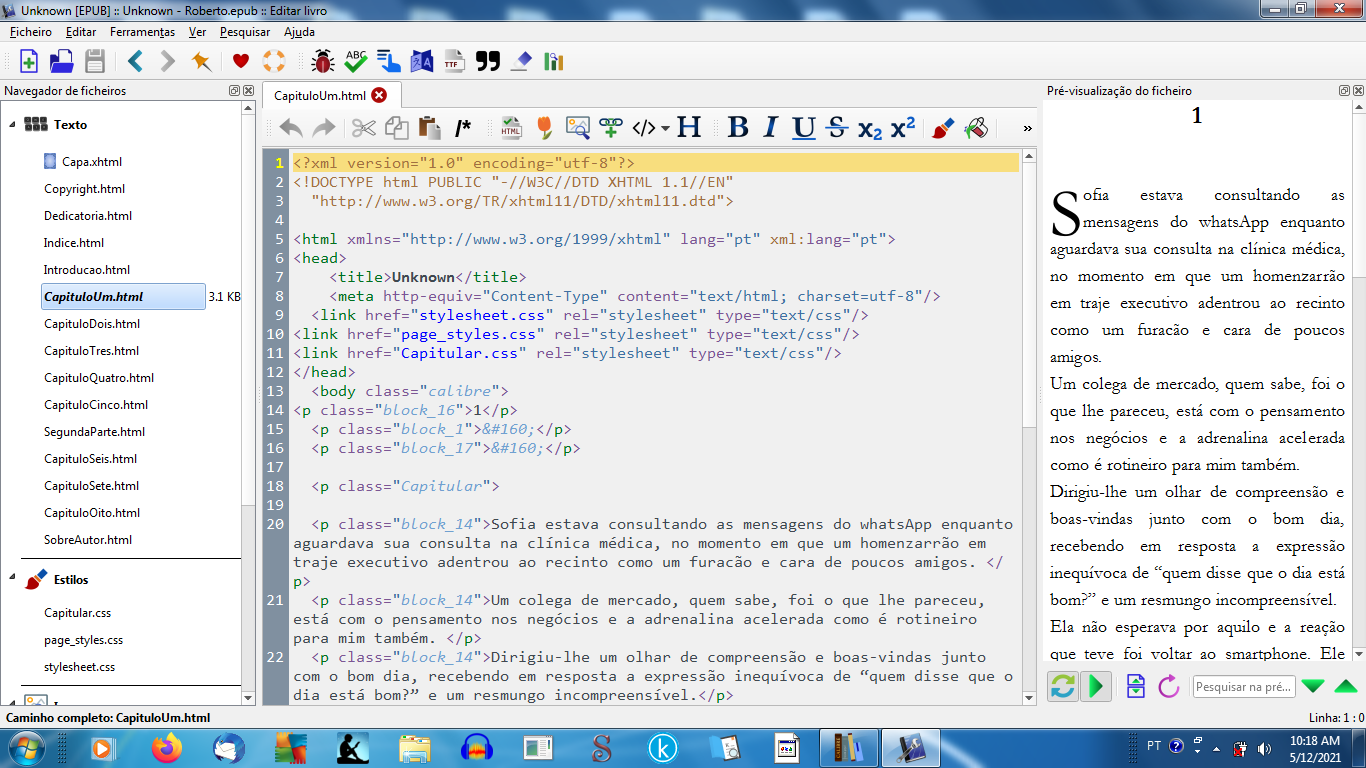 Unknown [EPUB] :: Unknown - Roberto.epub :: Editar livro
Ficheiro Editar Ferramentas Ver Pesquisar Ajuda
ABC
TTF
Navegador de ficheiros
Texto
Capa.xhtml
Copyright.html
Dedicatoria.html
Indice.html
Introducao.html
CapituloUm.html 3.1 KB
CapituloDois.html
CapituloTres.html
CapituloQuatro.html
CapituloCinco.html
SegundaParte.html
CapituloSeis.html
CapituloSete.html
CapituloOito.html
SobreAutor.html
Estilos
Capitular.css
page_styles.css
stylesheet.css
CapituloUm.html
/* HTML </> H B I U S x2 x2 »
1 <?xml version="1.0" encoding="utf-8"?>
2 <!DOCTYPE html PUBLIC "-//W3C//DTD XHTML 1.1//EN"
3 "http://www.w3.org/TR/xhtml11/DTD/xhtml11.dtd">
4
5 <html xmlns="http://www.w3.org/1999/xhtml" lang="pt" xml:lang="pt">
6 <head>
7 <title>Unknown</title>
8 <meta http-equiv="Content-Type" content="text/html; charset=utf-8"/>
9 <link href="stylesheet.css" rel="stylesheet" type="text/css"/>
10 <link href="page_styles.css" rel="stylesheet" type="text/css"/>
11 <link href="Capitular.css" rel="stylesheet" type="text/css"/>
12 </head>
13 <body class="calibre">
14 <p class="block_16">1</p>
15 <p class="block_1">&#160;</p>
16 <p class="block_17">&#160;</p>
17
18 <p class="Capitular">
19
20 <p class="block_14">Sofia estava consultando as mensagens do whatsApp enquanto
aguardava sua consulta na clínica médica, no momento em que um homenzarrão em
traje executivo adentrou ao recinto como um furacão e cara de poucos amigos. </
p>
21 <p class="block_14">Um colega de mercado, quem sabe, foi o que lhe pareceu,
está com o pensamento nos negócios e a adrenalina acelerada como é rotineiro
para mim também. </p>
22 <p class="block_14">Dirigiu-lhe um olhar de compreensão e boas-vindas junto
com o bom dia, recebendo em resposta a expressão inequívoca de “quem disse que o
dia está bom?” e um resmungo incompreensível.</p>
Pré-visualização do ficheiro
1
Sofia estava consultando as
mensagens do whatsApp enquanto
aguardava sua consulta na clínica médica,
no momento em que um homenzarrão
em traje executivo adentrou ao recinto
como um furacão e cara de poucos
amigos.
Um colega de mercado, quem sabe, foi o
que lhe pareceu, está com o pensamento
nos negócios e a adrenalina acelerada
como é rotineiro para mim também.
Dirigiu-lhe um olhar de compreensão e
boas-vindas junto com o bom dia,
recebendo em resposta a expressão
inequívoca de “quem disse que o dia está
bom?” e um resmungo incompreensível.
Ela não esperava por aquilo e a reação
que teve foi voltar ao smartphone. Ele
Pesquisar na pré...
Caminho completo: CapituloUm.html
Linha: 1 : 0
PT
10:18 AM
5/12/2021